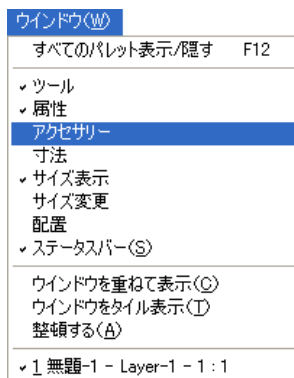 ウインドウ(W)
すべてのパレット表示/隠す F12
ツール
属性
アクセサリー
寸法
サイズ表示
サイズ変更
配置
ステータスバー(S)
ウインドウを重ねて表示(C)
ウインドウをタイル表示(T)
整頓する(A)
1 無題-1 - Layer-1 - 1 : 1